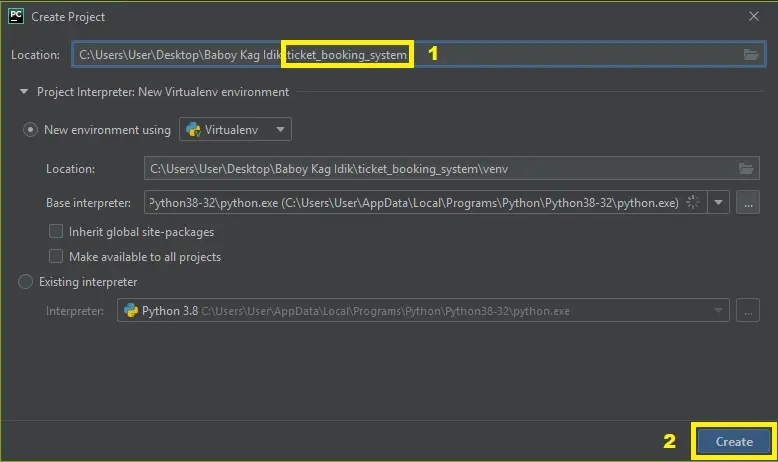 PC Create Project
Location: C:\Users\User\Desktop\Baboy Kag Idik\ticket_booking_system 1
Project Interpreter: New Virtualenv environment
New environment using Virtualenv
Location: C:\Users\User\Desktop\Baboy Kag Idik\ticket_booking_system\venv
Base interpreter: Python38-32\python.exe (C:\Users\User\AppData\Local\Programs\Python\Python38-32\python.exe) ...
Inherit global site-packages
Make available to all projects
Existing interpreter
Interpreter: Python 3.8 C:\Users\User\AppData\Local\Programs\Python\Python38-32\python.exe ...
2 Create